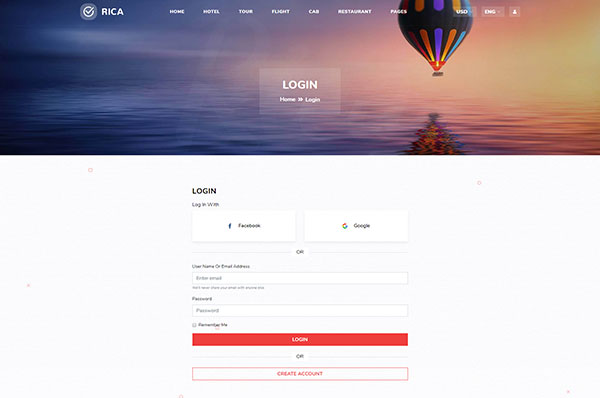 RICA HOME HOTEL TOUR FLIGHT CAB RESTAURANT PAGES USD ENG
LOGIN
Home Login
LOGIN
Log In With
Facebook Google
OR
User Name Or Email Address
Enter email
We'll never share your email with anyone else.
Password
Password
Remember Me
LOGIN
OR
CREATE ACCOUNT